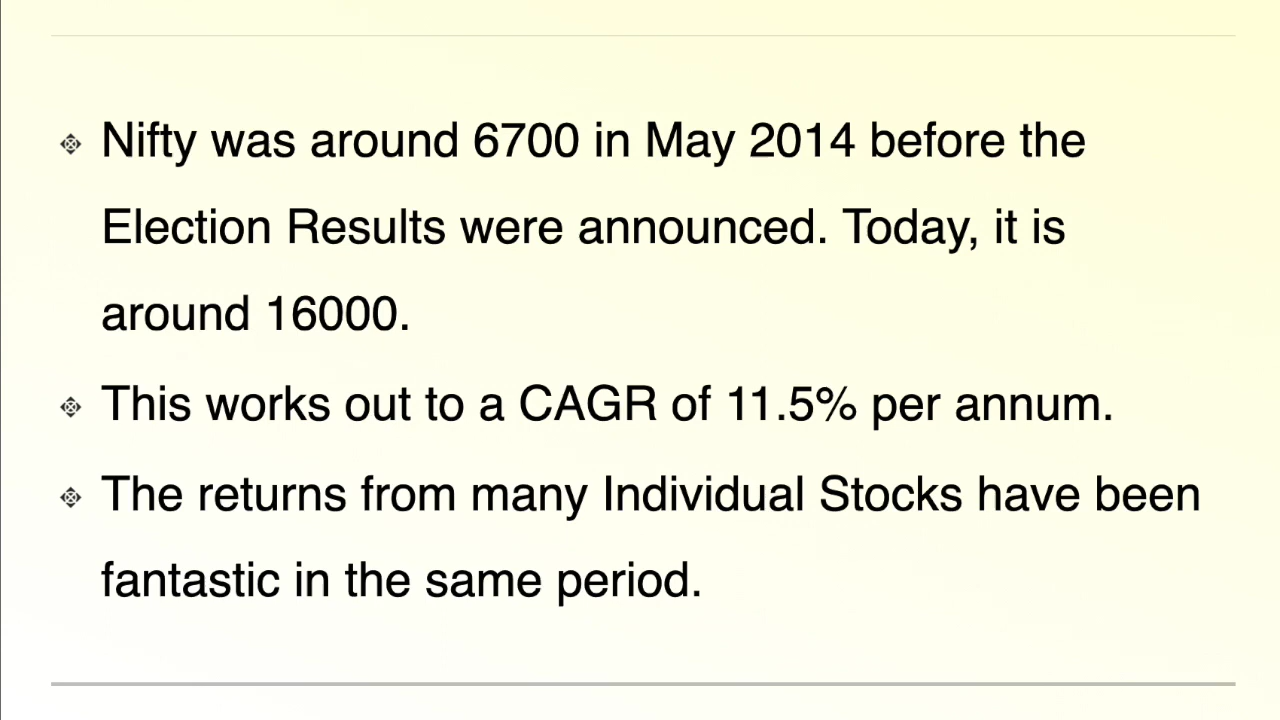 Nifty was around 6700 in May 2014 before the
Election Results were announced. Today, it is
around 16000.
This works out to a CAGR of 11.5% per annum.
The returns from many Individual Stocks have been
fantastic in the same period.